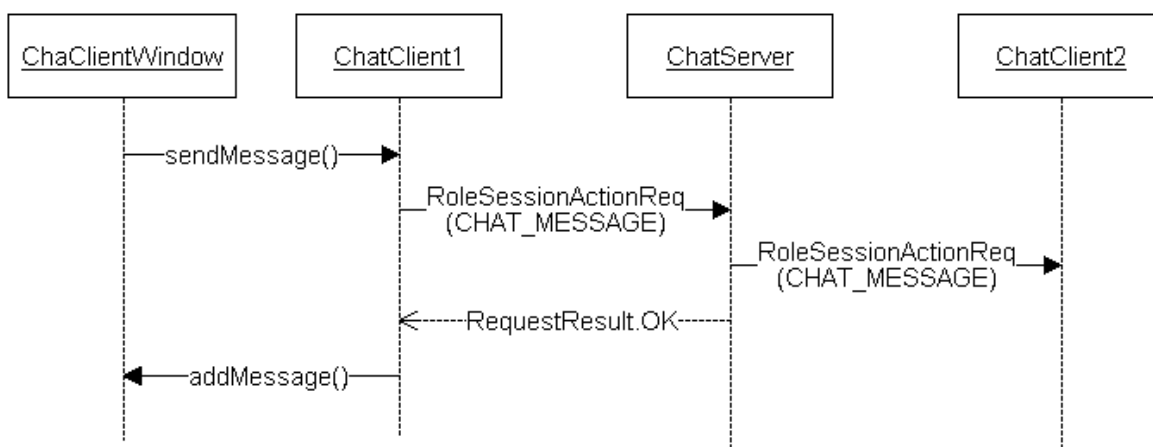 ChaClientWindow
ChatClient1
ChatServer
ChatClient2
sendMessage()
RoleSessionActionReq
(CHAT_MESSAGE)
RoleSessionActionReq
(CHAT_MESSAGE)
RequestResult.OK
addMessage()